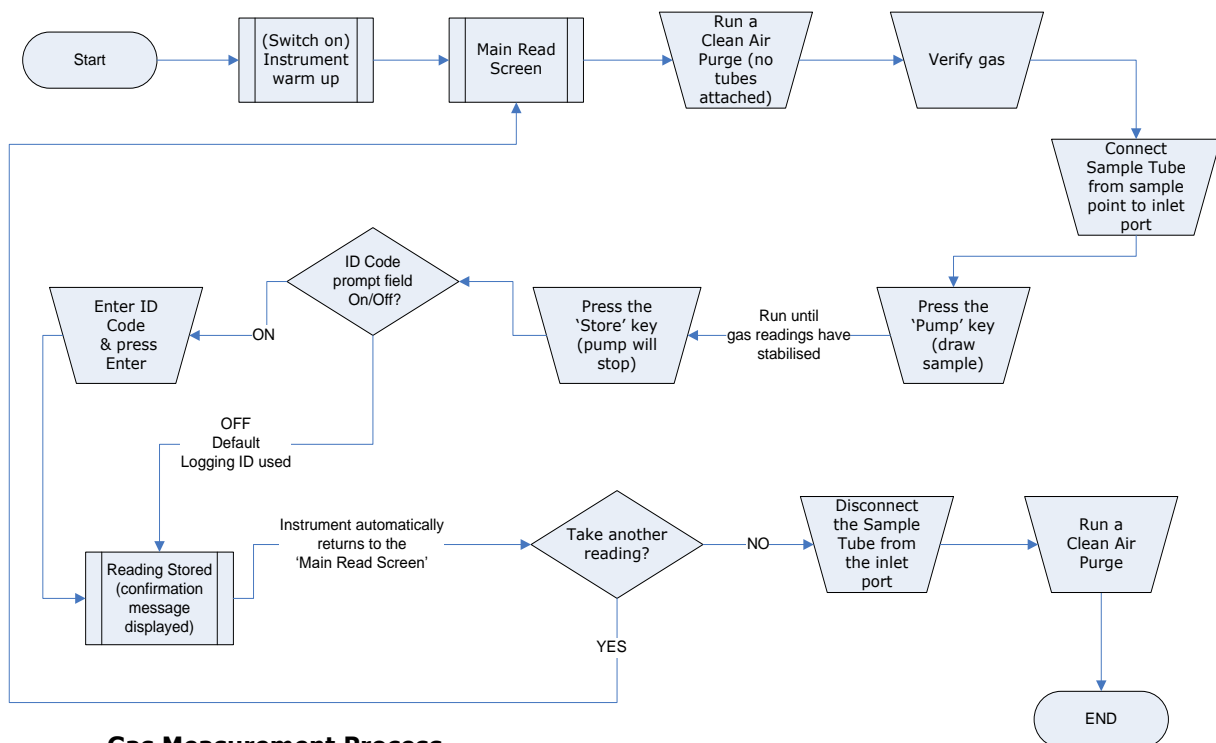 Start
(Switch on)
Instrument
warm up
Main Read
Screen
Run a
Clean Air
Purge (no
tubes
attached)
Verify gas
Connect
Sample Tube
from sample
point to inlet
port
Press the
‘Pump’ key
(draw
sample)
Run until
gas readings have
stabilised
Press the
‘Store’ key
(pump will
stop)
ID Code
prompt field
On/Off?
ON
Enter ID
Code
& press
Enter
OFF
Default
Logging ID used
Reading Stored
(confirmation
message
displayed)
Instrument automatically
returns to the
‘Main Read Screen’
Take another
reading?
NO
Disconnect
the Sample
Tube from
the inlet
port
Run a
Clean Air
Purge
YES
END
Gas Measurement Process